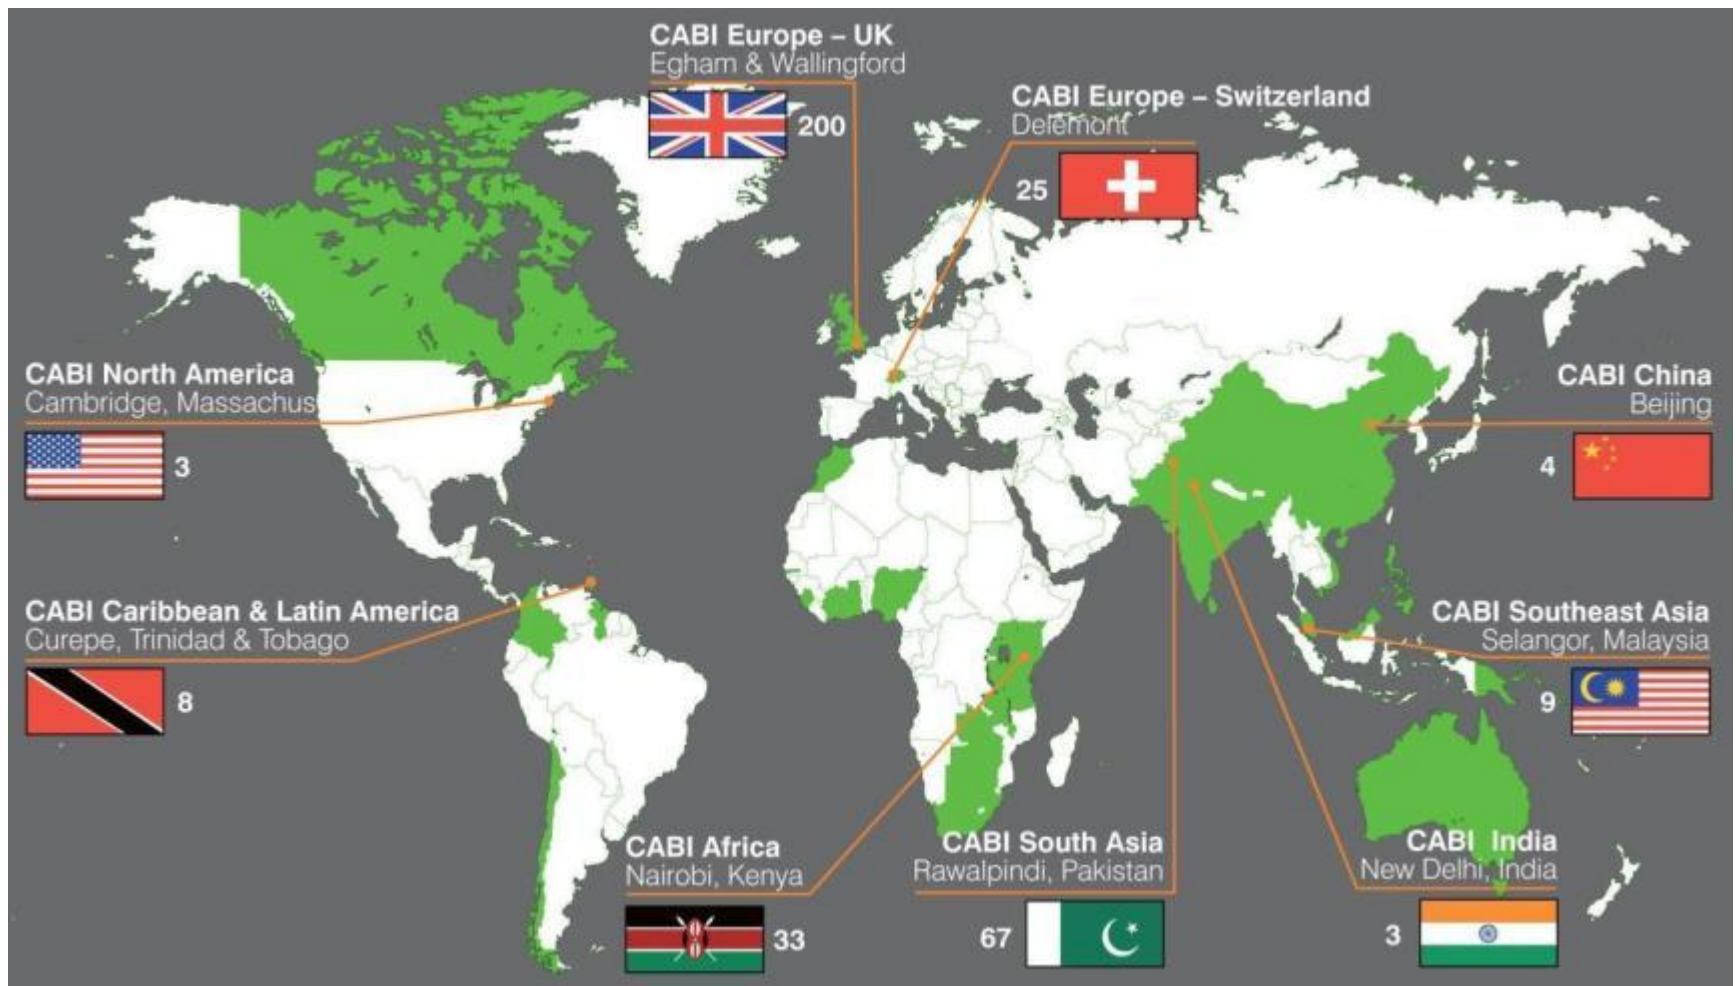 CABI Europe – UK
Egham & Wallingford
200
CABI Europe – Switzerland
Delémont
25
CABI North America
Cambridge, Massachus
3
CABI China
Beijing
4
CABI Caribbean & Latin America
Curepe, Trinidad & Tobago
8
CABI Southeast Asia
Selangor, Malaysia
9
CABI Africa
Nairobi, Kenya
33
CABI South Asia
Rawalpindi, Pakistan
67
CABI India
New Delhi, India
3